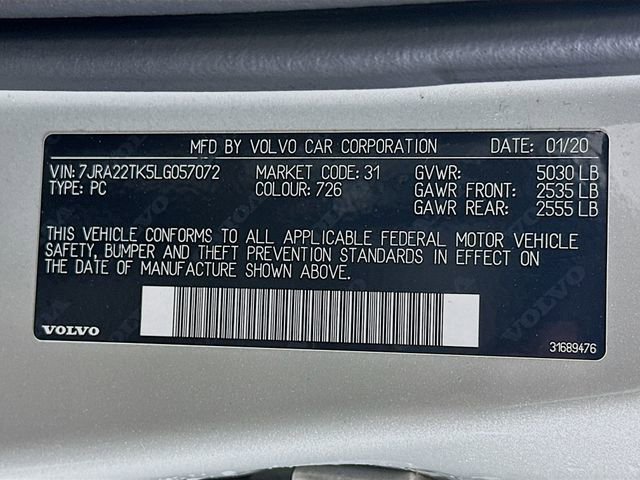 MFD BY VOLVO CAR CORPORATION DATE: 01/20
VIN: 7JRA22TK5LG057072 MARKET CODE: 31 GVWR: 5030 LB
TYPE: PC COLOUR: 726 GAWR FRONT: 2535 LB
GAWR REAR: 2555 LB
THIS VEHICLE CONFORMS TO ALL APPLICABLE FEDERAL MOTOR VEHICLE
SAFETY, BUMPER AND THEFT PREVENTION STANDARDS IN EFFECT ON
THE DATE OF MANUFACTURE SHOWN ABOVE.
VOLVO 31689476